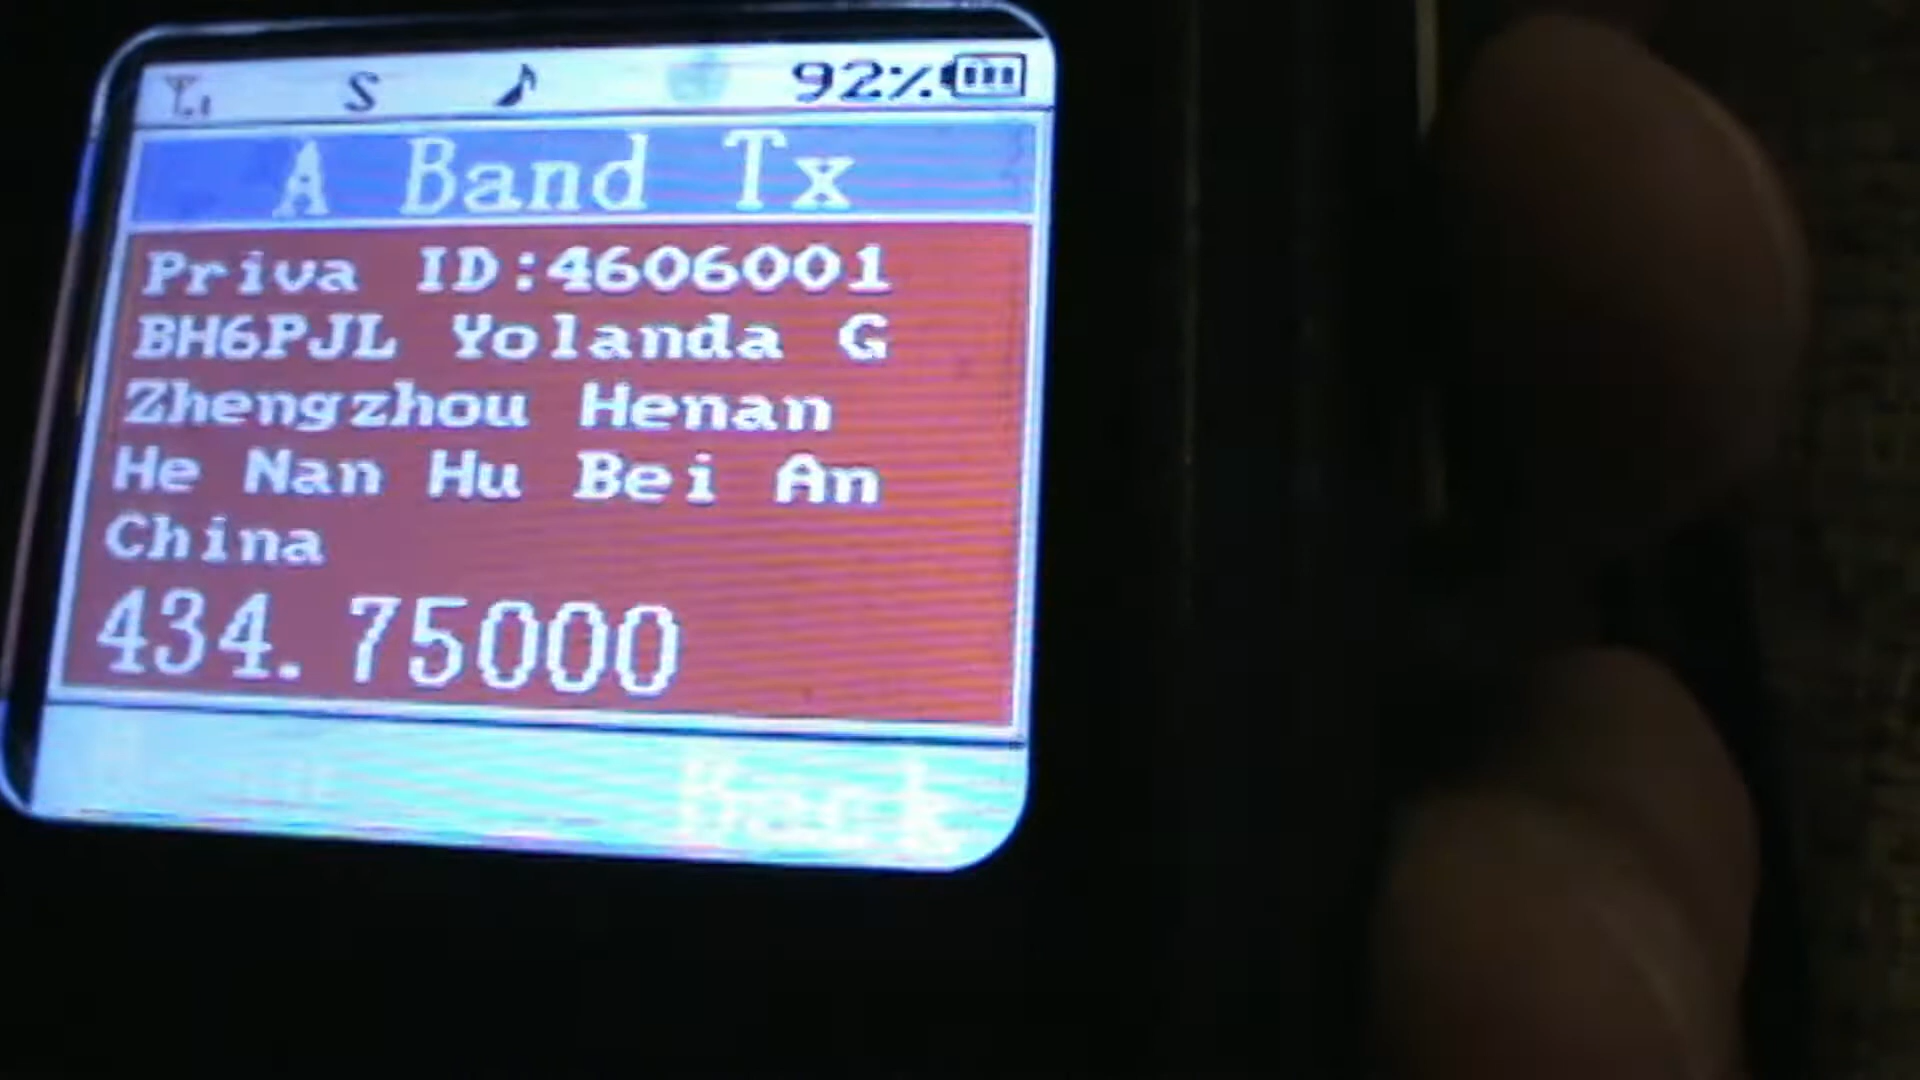 S 92%
A Band Tx
Priva ID:4606001
BH6PJL Yolanda G
Zhengzhou Henan
He Nan Hu Bei An
China
434.75000
Back